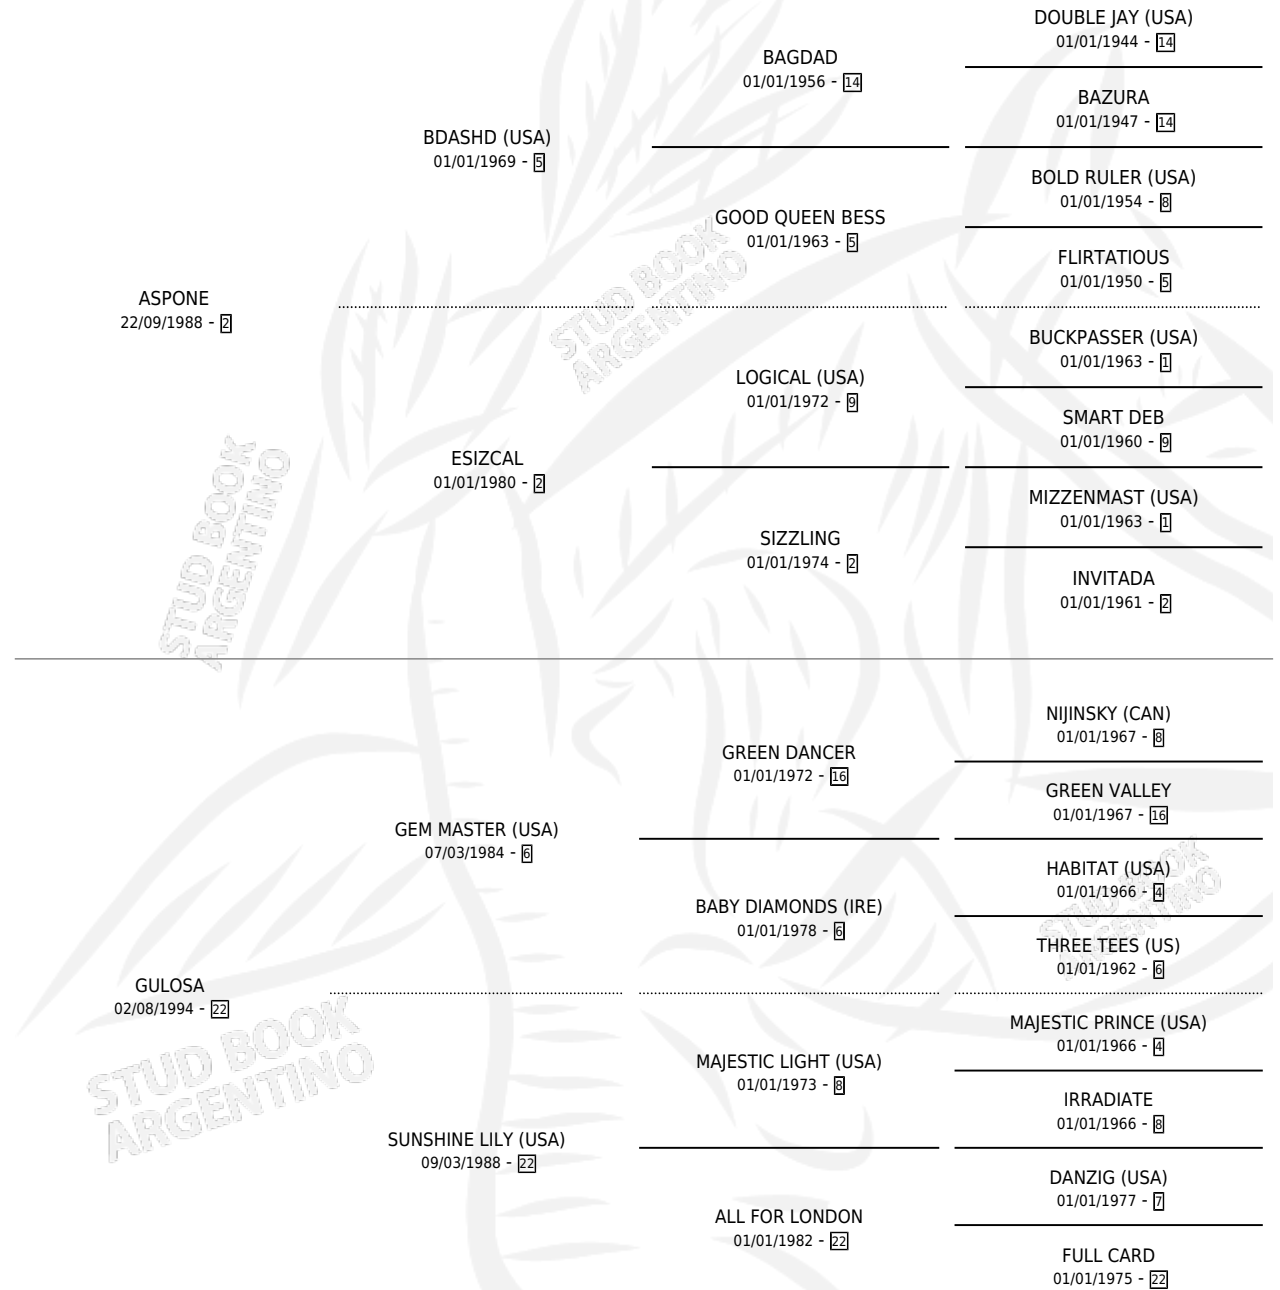 DOUBLE JAY (USA)
01/01/1944 - 14
BAGDAD
01/01/1956 - 14
BAZURA
01/01/1947 - 14
BDASHD (USA)
01/01/1969 - 5
BOLD RULER (USA)
01/01/1954 - 8
GOOD QUEEN BESS
01/01/1963 - 5
FLIRTATIOUS
01/01/1950 - 5
ASPONE
22/09/1988 - 2
STUD BOOK
ARGENTINO
BUCKPASSER (USA)
01/01/1963 - 1
LOGICAL (USA)
01/01/1972 - 9
SMART DEB
01/01/1960 - 9
ESIZCAL
01/01/1980 - 2
MIZZENMAST (USA)
01/01/1963 - 1
SIZZLING
01/01/1974 - 2
INVITADA
01/01/1961 - 2
STUD BOOK
ARGENTINO
NIJINSKY (CAN)
01/01/1967 - 8
GREEN DANCER
01/01/1972 - 16
GREEN VALLEY
01/01/1967 - 16
GEM MASTER (USA)
07/03/1984 - 6
HABITAT (USA)
01/01/1966 - 4
BABY DIAMONDS (IRE)
01/01/1978 - 6
STUD BOOK
ARGENTINO
THREE TEES (US)
01/01/1962 - 6
GULOSA
02/08/1994 - 22
MAJESTIC PRINCE (USA)
01/01/1966 - 4
MAJESTIC LIGHT (USA)
01/01/1973 - 8
STUD BOOK
ARGENTINO
IRRADIATE
01/01/1966 - 8
SUNSHINE LILY (USA)
09/03/1988 - 22
DANZIG (USA)
01/01/1977 - 7
ALL FOR LONDON
01/01/1982 - 22
FULL CARD
01/01/1975 - 22